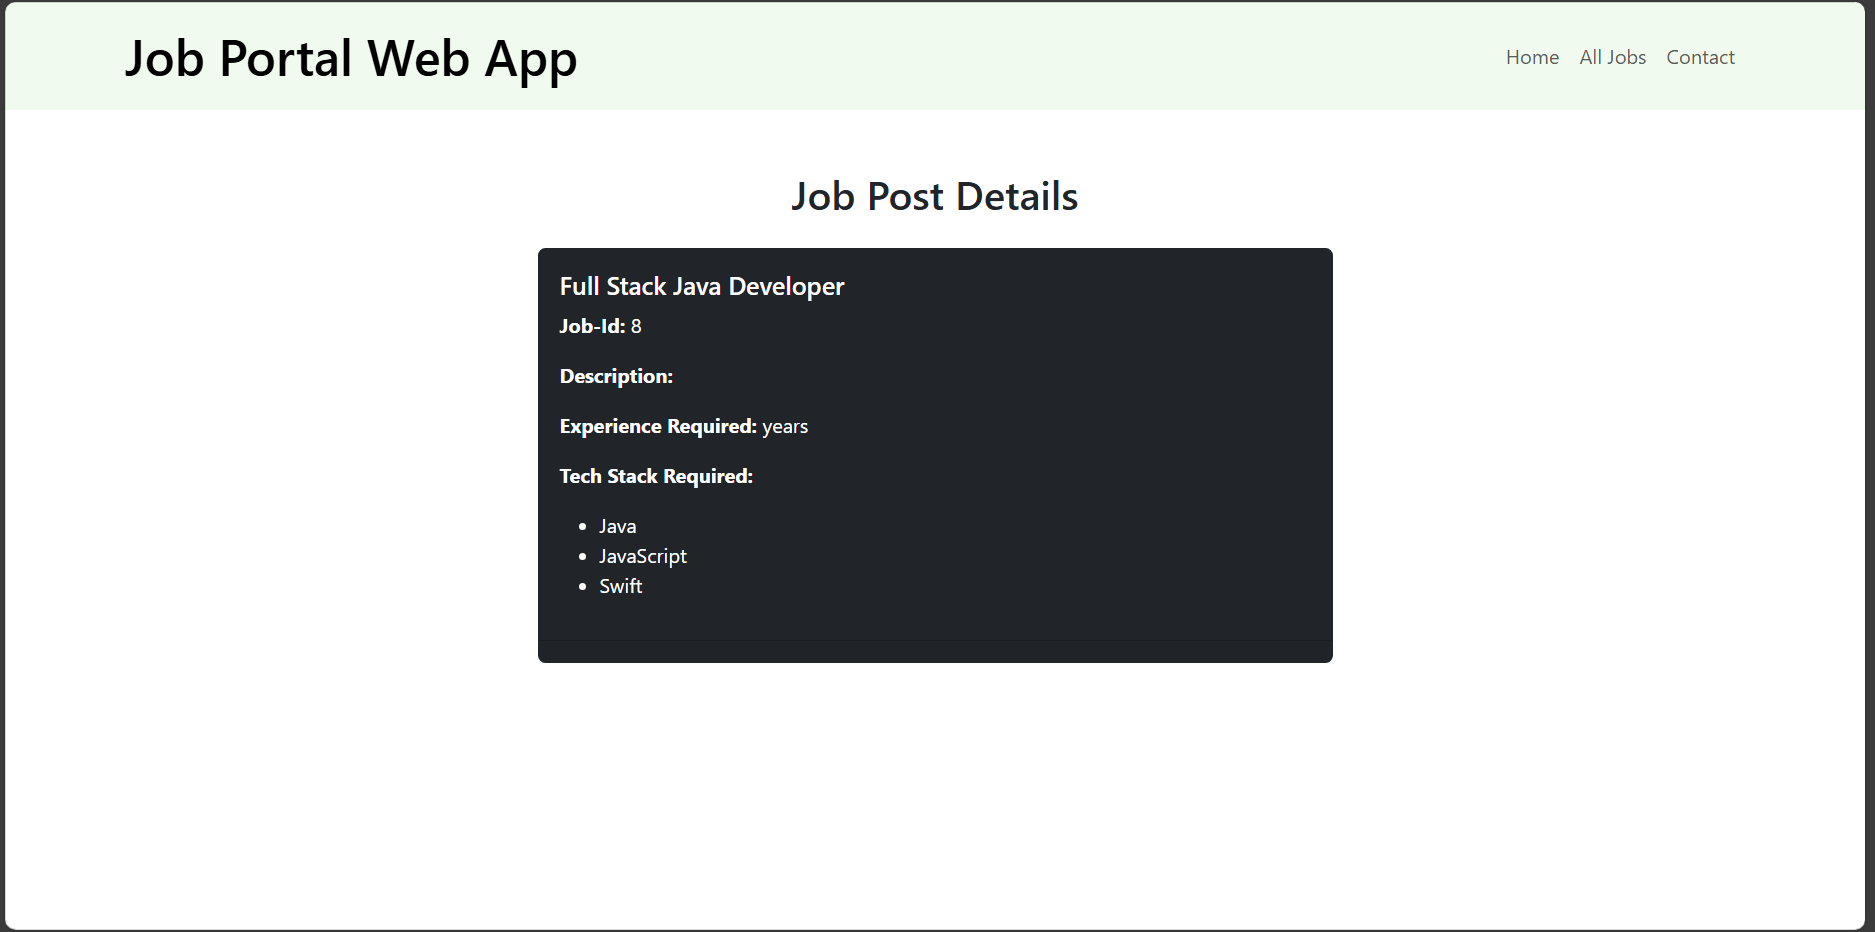 Job Portal Web App
Home All Jobs Contact
Job Post Details
Full Stack Java Developer
Job-Id: 8
Description:
Experience Required: years
Tech Stack Required:
Java
JavaScript
Swift